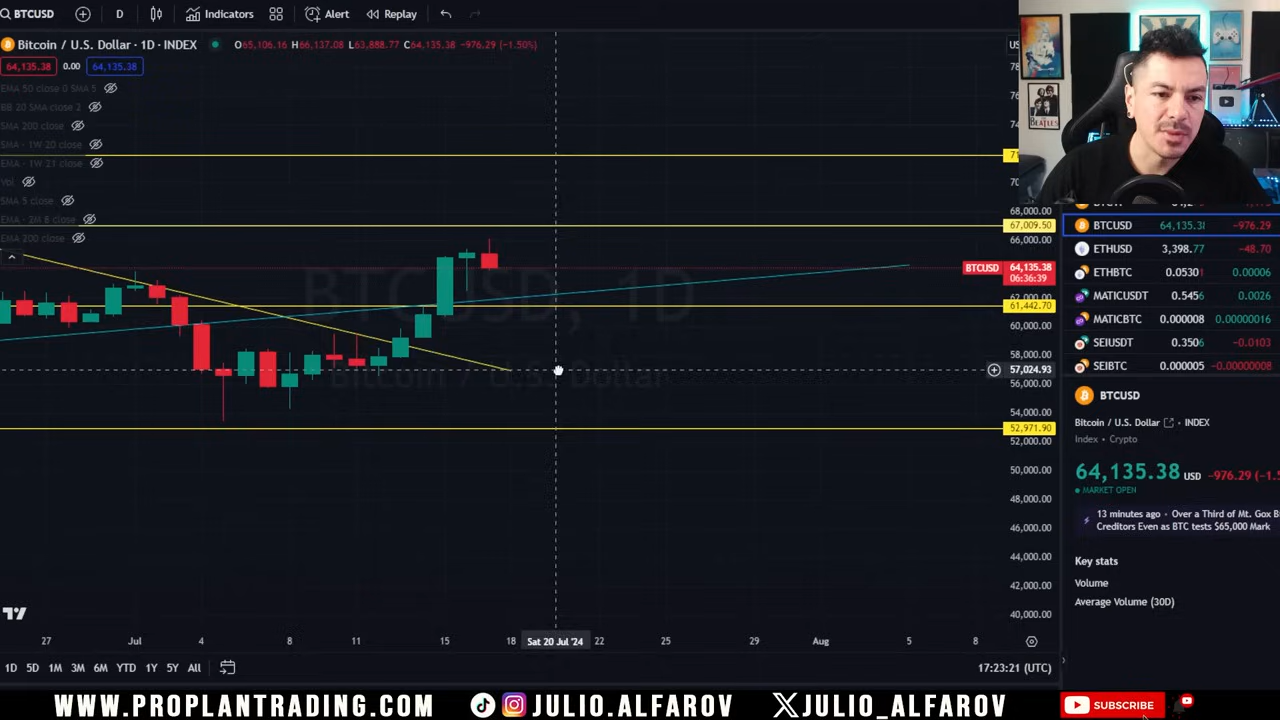 BTCUSD
D
Indicators
Alert
Replay
Bitcoin / U.S. Dollar · 1D · INDEX
O65,106.16 H66,137.08 L63,888.77 C64,135.38 -976.29 (-1.50%)
64,135.38
0.00
64,135.38
EMA 50 close 0 SMA 5
BB 20 SMA close 2
SMA 200 close
SMA · 1W 20 close
EMA · 1W 21 close
Vol
SMA 5 close
EMA · 2M 8 close
EMA 200 close
BTCUSD, 1D
Bitcoin / U.S. Dollar
68,000.00
67,009.50
66,000.00
BTCUSD
64,135.38
06:36:39
62,000.00
61,442.70
60,000.00
58,000.00
57,024.93
56,000.00
54,000.00
52,971.90
52,000.00
50,000.00
48,000.00
46,000.00
44,000.00
42,000.00
40,000.00
27
Jul
4
8
11
15
18
Sat 20 Jul '24
22
25
29
Aug
5
8
1D 5D 1M 3M 6M YTD 1Y 5Y All
17:23:21 (UTC)
THE BEATLES
BTCUSD 64,135.38 -976.29
ETHUSD 3,398.77 -48.70
ETHBTC 0.0530 0.00006
MATICUSDT 0.5456 0.0026
MATICBTC 0.000008 0.00000016
SEIUSDT 0.3506 -0.0103
SEIBTC 0.000005 -0.00000008
BTCUSD
Bitcoin / U.S. Dollar · INDEX
Index · Crypto
64,135.38 USD -976.29
MARKET OPEN
13 minutes ago · Over a Third of Mt. Gox
Creditors Even as BTC tests $65,000 Mark
Key stats
Volume
Average Volume (30D)
WWW.PROPLANTRADING.COM
JULIO.ALFAROV
JULIO_ALFAROV
SUBSCRIBE